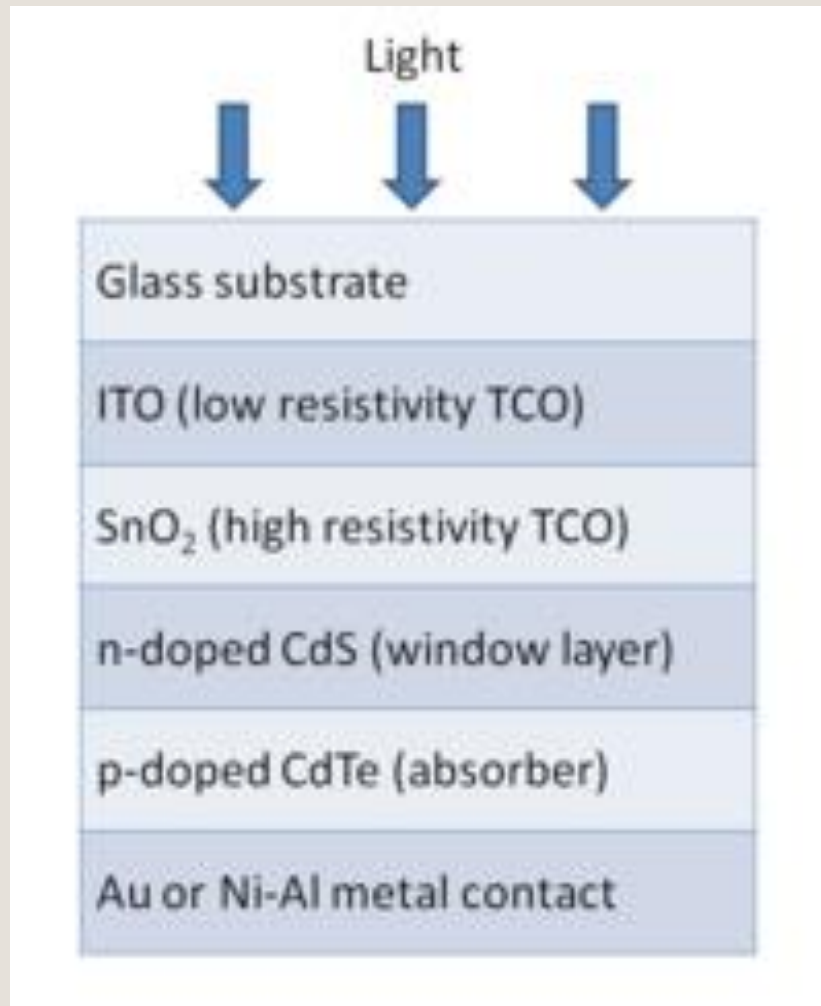 Light
Glass substrate
ITO (low resistivity TCO)
SnO₂ (high resistivity TCO)
n-doped CdS (window layer)
p-doped CdTe (absorber)
Au or Ni-Al metal contact